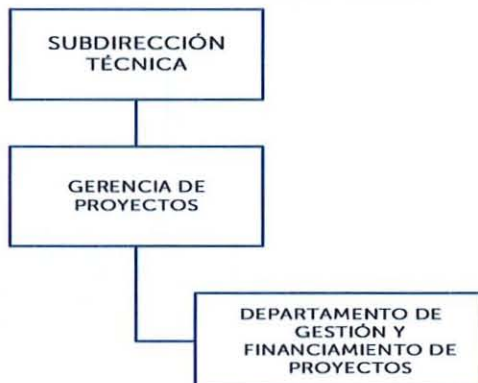 SUBDIRECCIÓN
TÉCNICA
GERENCIA DE
PROYECTOS
DEPARTAMENTO DE
GESTIÓN Y
FINANCIAMIENTO DE
PROYECTOS